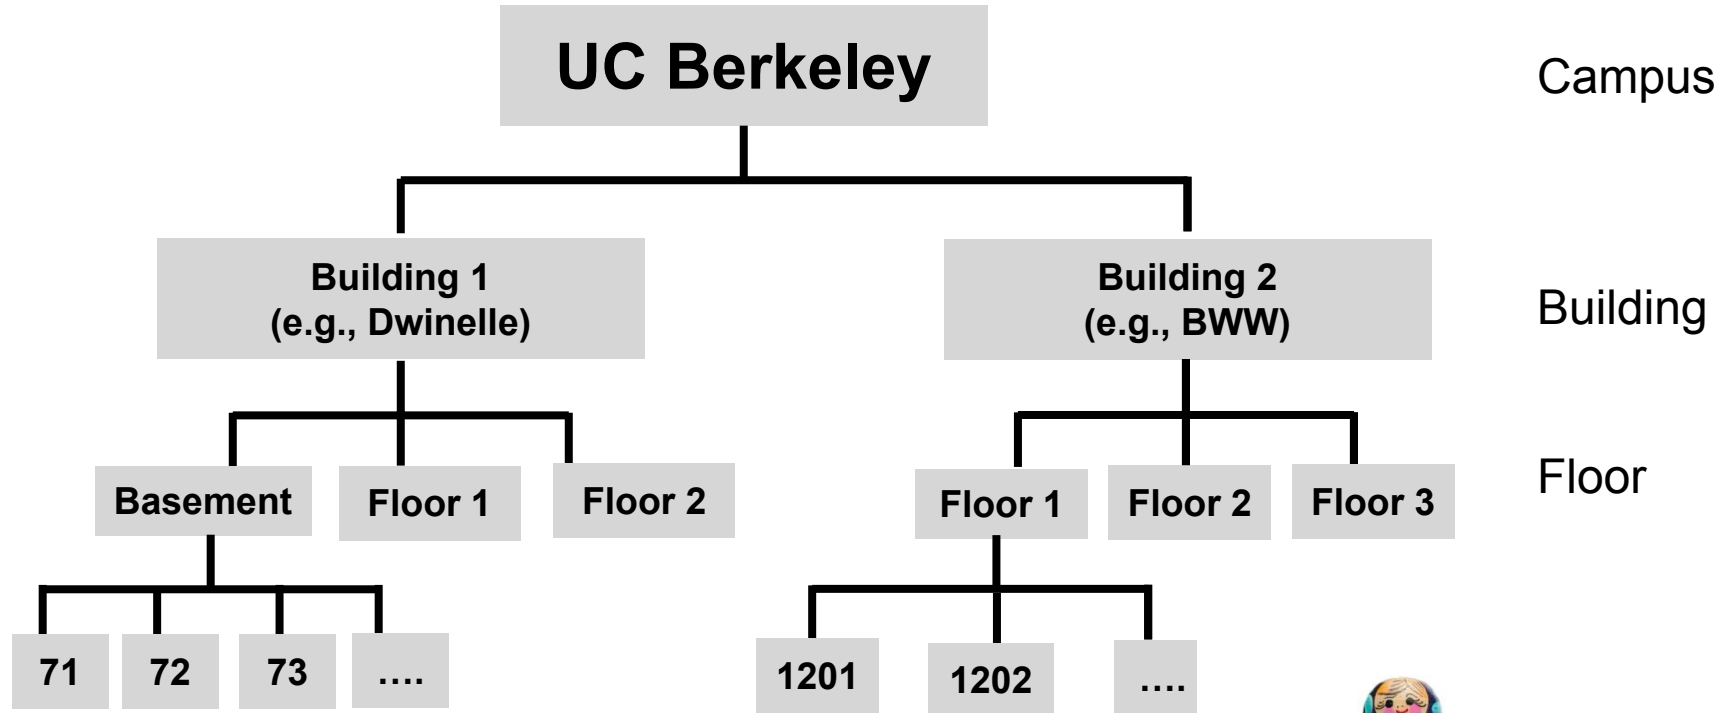 UC Berkeley
Campus
Building 1
(e.g., Dwinelle)
Building 2
(e.g., BWW)
Building
Basement
Floor 1
Floor 2
Floor 1
Floor 2
Floor 3
Floor
71
72
73
....
1201
1202
....